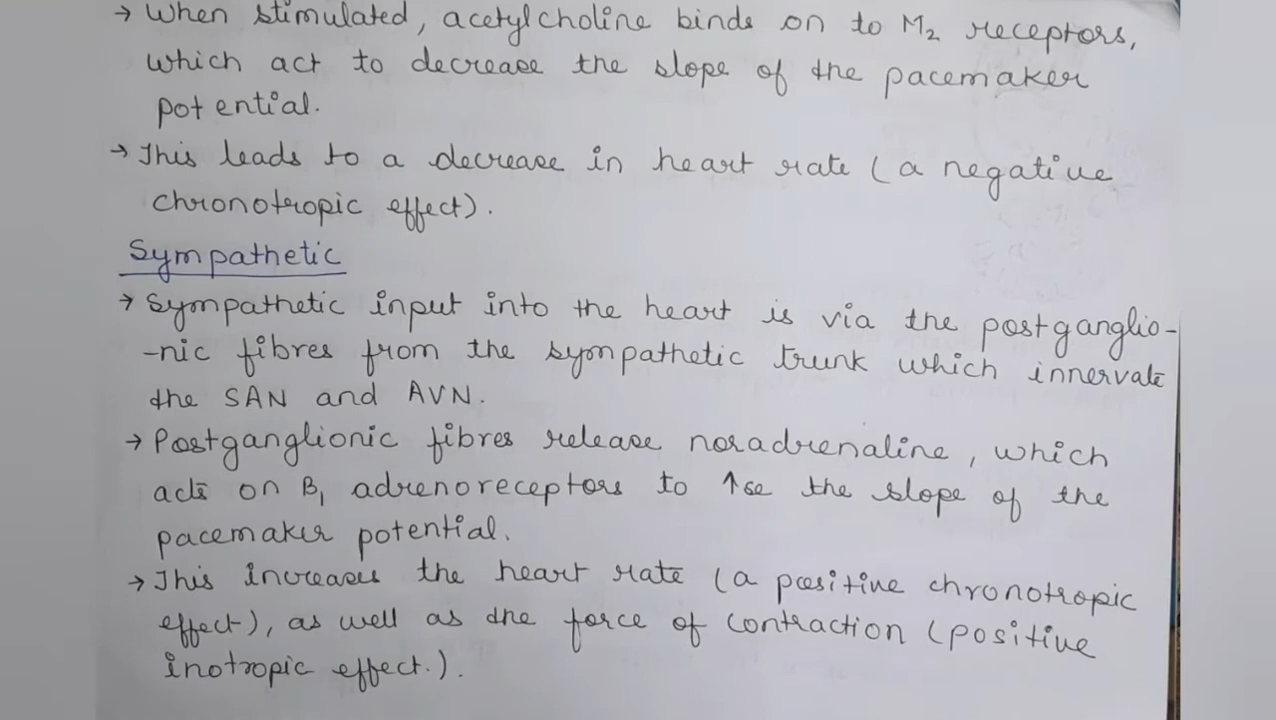 → When stimulated, acetylcholine binds on to M₂ receptors,
which act to decrease the slope of the pacemaker
potential.
→ This leads to a decrease in heart rate (a negative
chronotropic effect).
Sympathetic
→ Sympathetic input into the heart is via the postganglio-
-nic fibres from the sympathetic trunk which innervate
the SAN and AVN.
→ Postganglionic fibres release noradrenaline, which
acts on B₁ adrenoreceptors to ↑se the slope of the
pacemaker potential.
→ This increases the heart rate (a positive chronotropic
effect), as well as the force of contraction (positive
inotropic effect.).